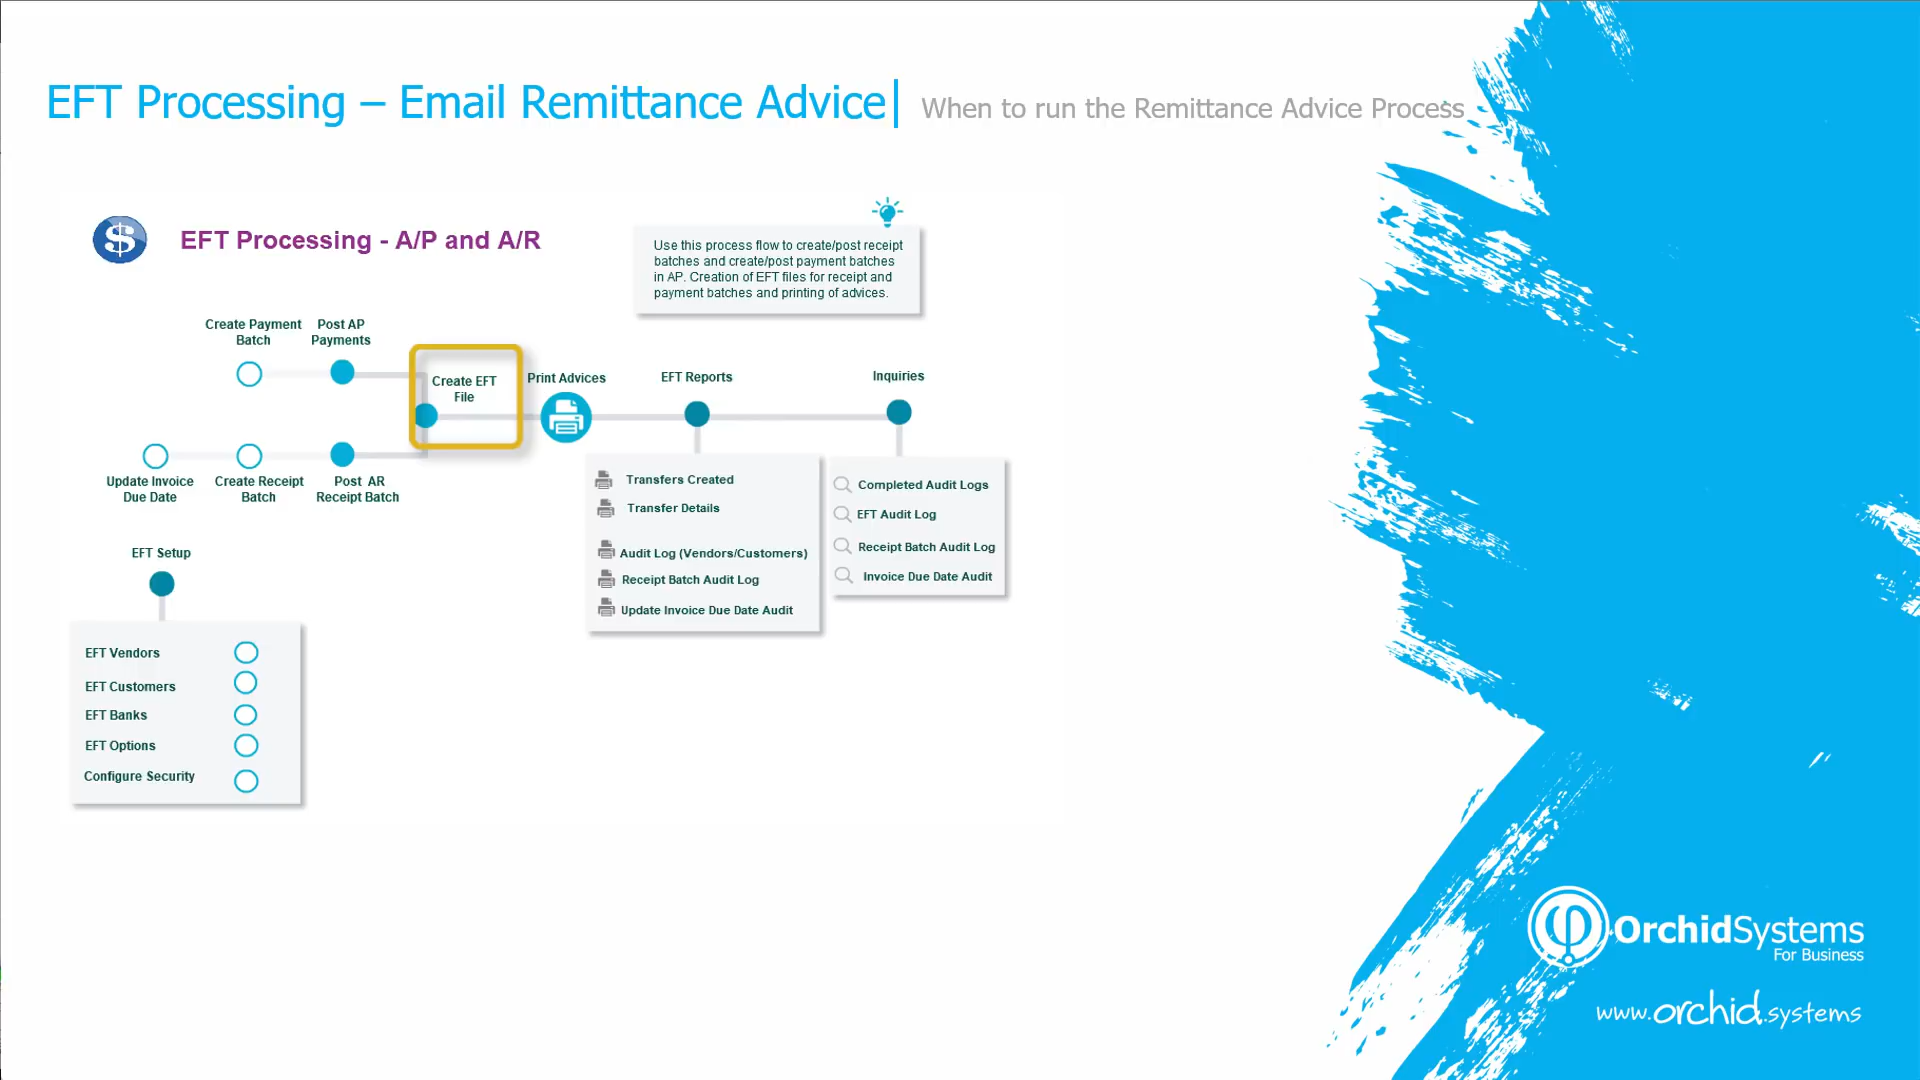 EFT Processing – Email Remittance Advice| When to run the Remittance Advice Process
$
EFT Processing - A/P and A/R
Use this process flow to create/post receipt
batches and create/post payment batches
in AP. Creation of EFT files for receipt and
payment batches and printing of advices.
Create Payment
Batch
Post AP
Payments
Create EFT
File
Print Advices
EFT Reports
Inquiries
Update Invoice
Due Date
Create Receipt
Batch
Post AR
Receipt Batch
Transfers Created
Transfer Details
Audit Log (Vendors/Customers)
Receipt Batch Audit Log
Update Invoice Due Date Audit
Completed Audit Logs
EFT Audit Log
Receipt Batch Audit Log
Invoice Due Date Audit
EFT Setup
EFT Vendors
EFT Customers
EFT Banks
EFT Options
Configure Security
OrchidSystems
For Business
www.orchid.systems